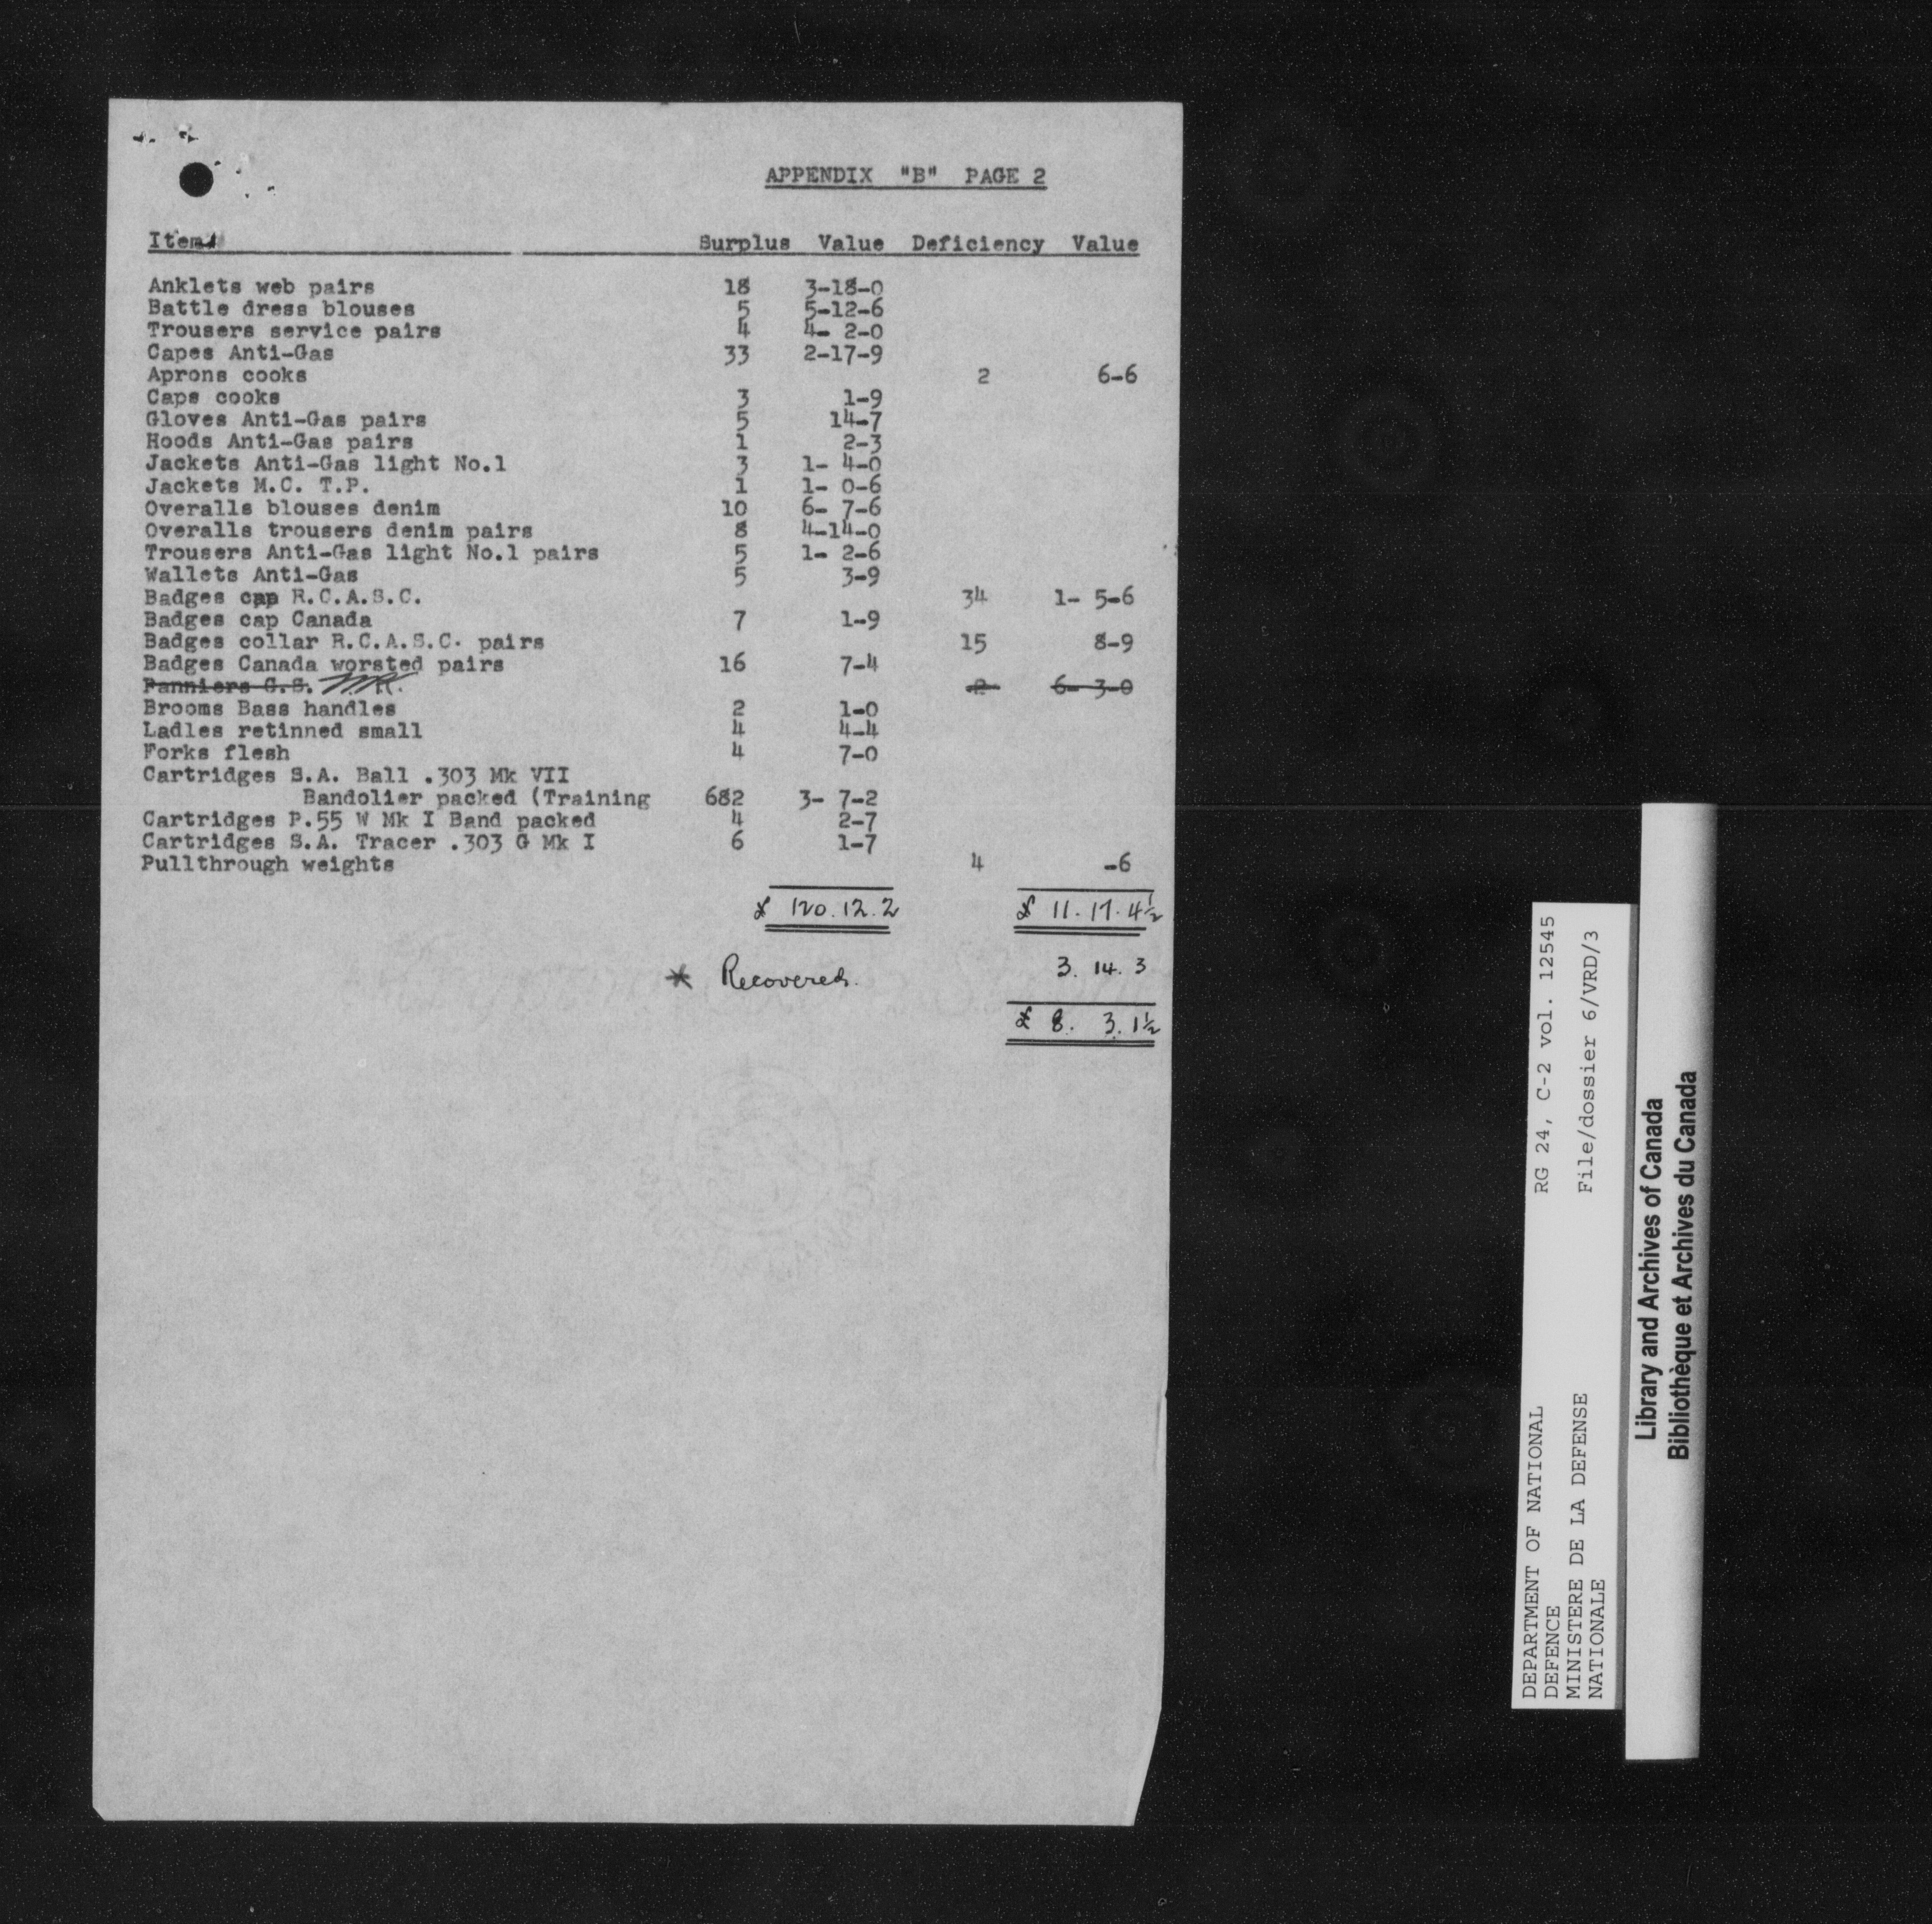 APPENDIX "B" PAGE 2
Item Surplus Value Deficiency Value
Anklets web pairs 18 3-18-0
Battle dress blouses 5 5-12-6
Trousers service pairs 4 4- 2-0
Capes Anti-Gas 33 2-17-9
Aprons cooks 2 6-6
Caps cooks 3 1-9
Gloves Anti-Gas pairs 5 14-7
Hoods Anti-Gas pairs 1 2-3
Jackets Anti-Gas light No.1 3 1- 4-0
Jackets M.C. T.P. 1 1- 0-6
Overalls blouses denim 10 6- 7-6
Overalls trousers denim pairs 8 4-14-0
Trousers Anti-Gas light No.1 pairs 5 1- 2-6
Wallets Anti-Gas 5 3-9
Badges cap R.C.A.S.C. 34 1- 5-6
Badges cap Canada 7 1-9
Badges collar R.C.A.S.C. pairs 15 8-9
Badges Canada worsted pairs 16 7-4
Panniers G.S. 2 6- 3-0
Brooms Bass handles 2 1-0
Ladles retinned small 4 4-4
Forks flesh 4 7-0
Cartridges S.A. Ball .303 Mk VII
Bandolier packed (Training 682 3- 7-2
Cartridges P.55 W Mk I Band packed 4 2-7
Cartridges S.A. Tracer .303 G Mk I 6 1-7
Pullthrough weights 4 -6
£ 120.12.2 £ 11.17.4½
* Recovered. 3. 14. 3
£ 8. 3. 1½
DEPARTMENT OF NATIONAL RG 24, C-2 vol. 12545
DEFENCE
MINISTERE DE LA DEFENSE File/dossier 6/VRD/3
NATIONALE
Library and Archives of Canada
Bibliothèque et Archives du Canada